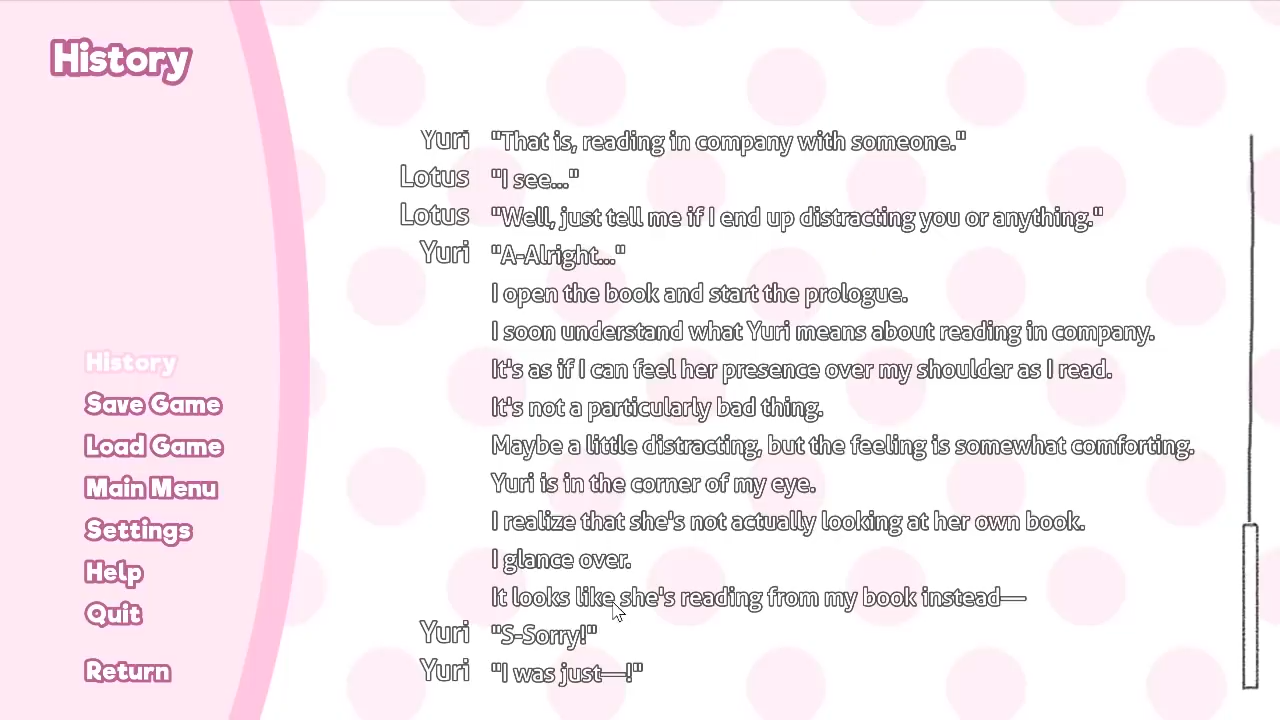 History
Yuri "That is, reading in company with someone."
Lotus "I see..."
Lotus "Well, just tell me if I end up distracting you or anything."
Yuri "A-Alright..."
I open the book and start the prologue.
I soon understand what Yuri means about reading in company.
It's as if I can feel her presence over my shoulder as I read.
It's not a particularly bad thing.
Maybe a little distracting, but the feeling is somewhat comforting.
Yuri is in the corner of my eye.
I realize that she's not actually looking at her own book.
I glance over.
It looks like she's reading from my book instead—
Yuri "S-Sorry!"
Yuri "I was just—!"
History
Save Game
Load Game
Main Menu
Settings
Help
Quit
Return